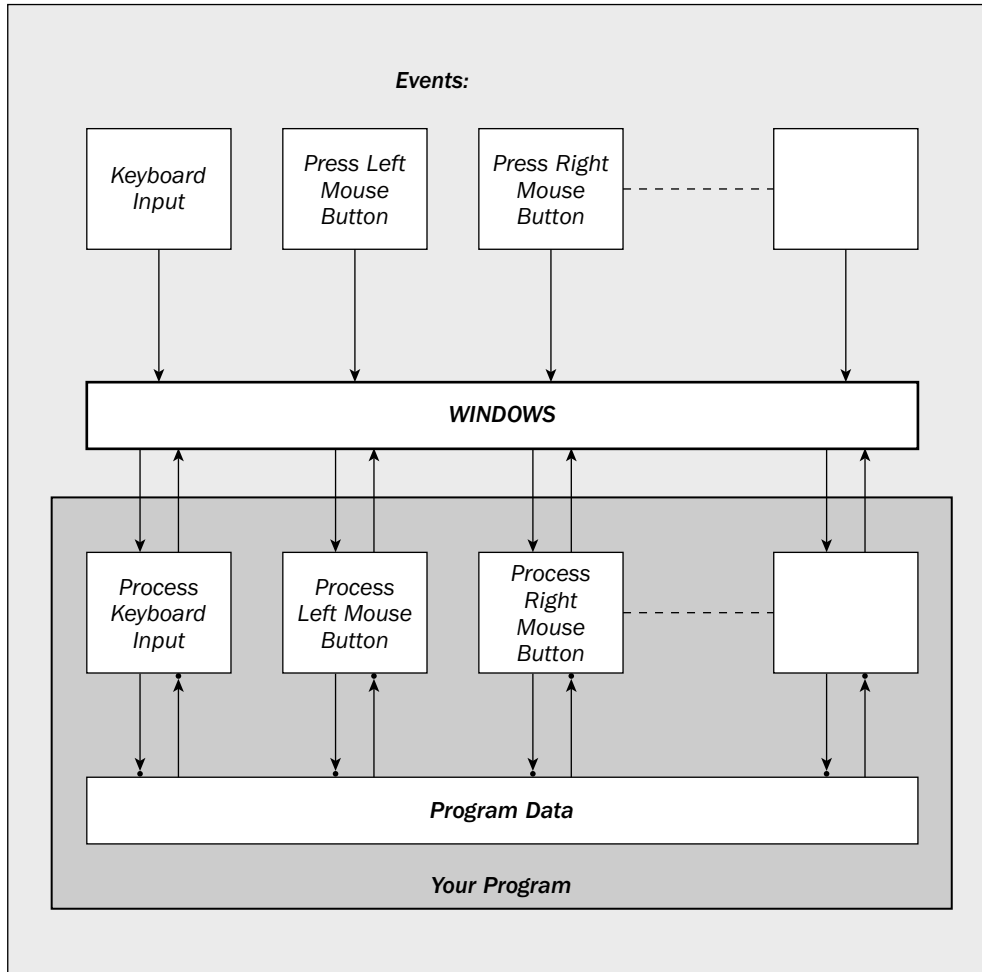 Events:
Keyboard
Input
Press Left
Mouse
Button
Press Right
Mouse
Button
WINDOWS
Process
Keyboard
Input
Process
Left Mouse
Button
Process
Right
Mouse
Button
Program Data
Your Program